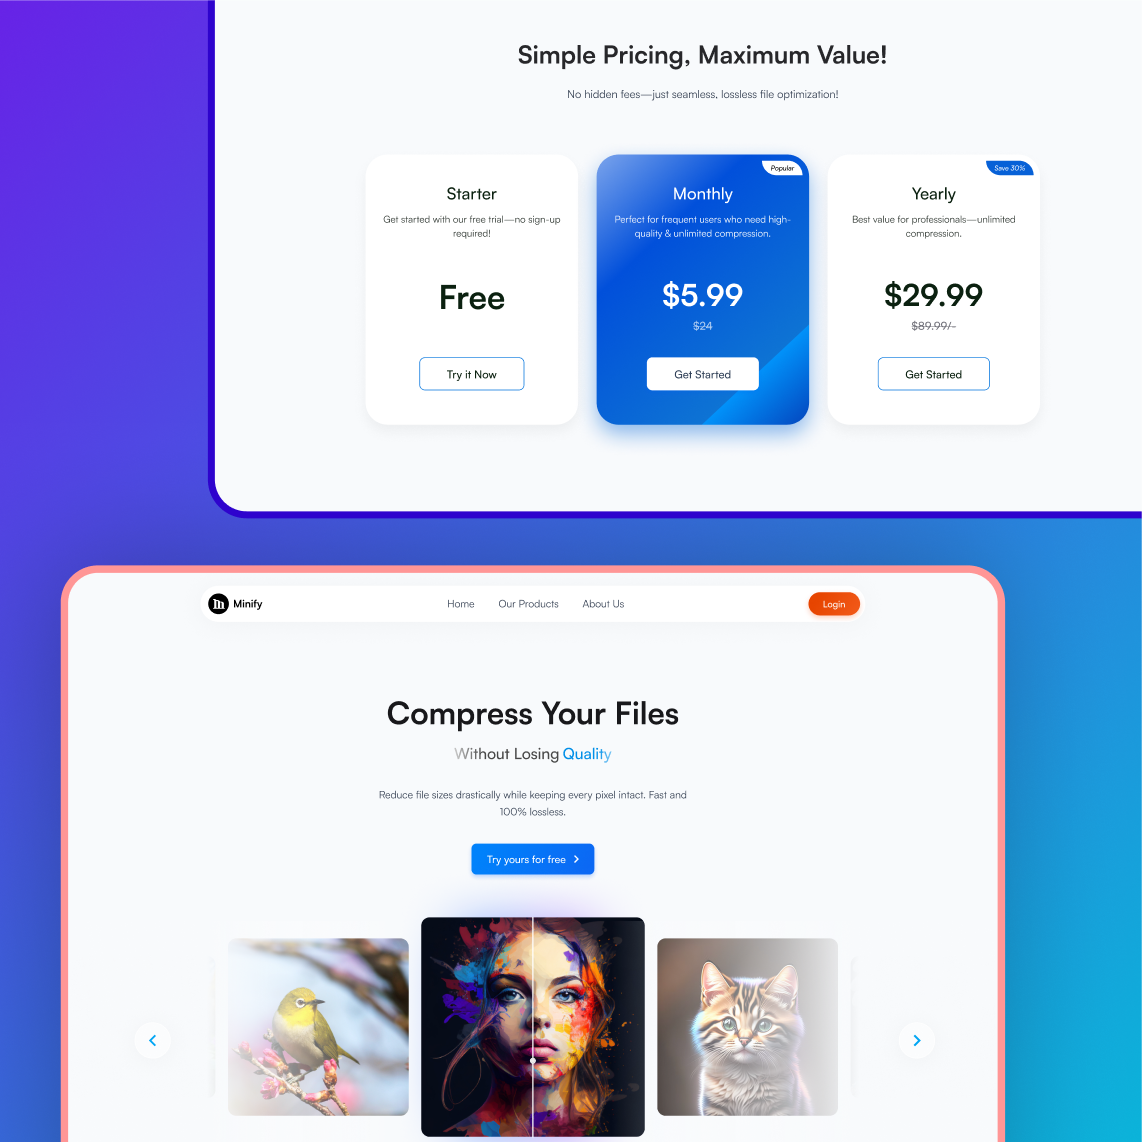 Simple Pricing, Maximum Value!
No hidden fees—just seamless, lossless file optimization!
Starter
Get started with our free trial—no sign-up
required!
Free
Try it Now
Popular
Monthly
Perfect for frequent users who need high-
quality & unlimited compression.
$5.99
$24
Get Started
Save 30%
Yearly
Best value for professionals—unlimited
compression.
$29.99
$89.99/-
Get Started
m Minify
Home Our Products About Us
Login
Compress Your Files
Without Losing Quality
Reduce file sizes drastically while keeping every pixel intact. Fast and
100% lossless.
Try yours for free